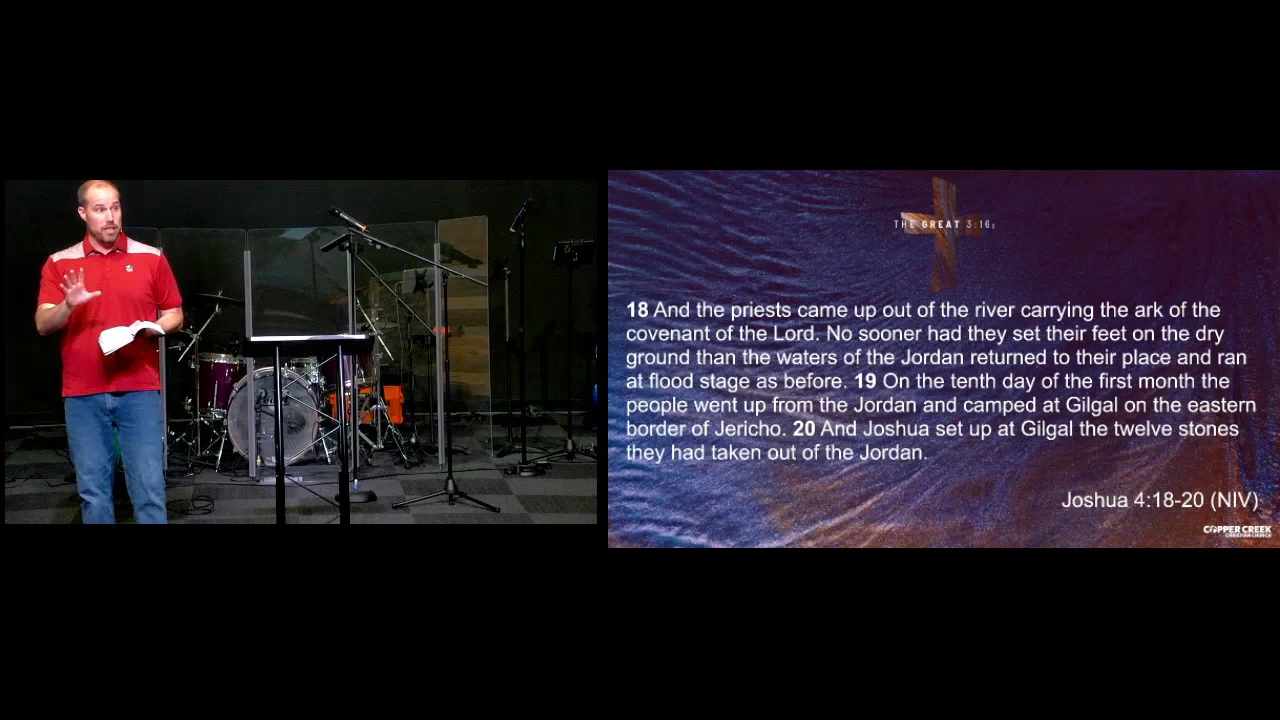 THE GREAT 3:16s
18 And the priests came up out of the river carrying the ark of the
covenant of the Lord. No sooner had they set their feet on the dry
ground than the waters of the Jordan returned to their place and ran
at flood stage as before. 19 On the tenth day of the first month the
people went up from the Jordan and camped at Gilgal on the eastern
border of Jericho. 20 And Joshua set up at Gilgal the twelve stones
they had taken out of the Jordan.
Joshua 4:18-20 (NIV)
COPPER CREEK
CHRISTIAN CHURCH